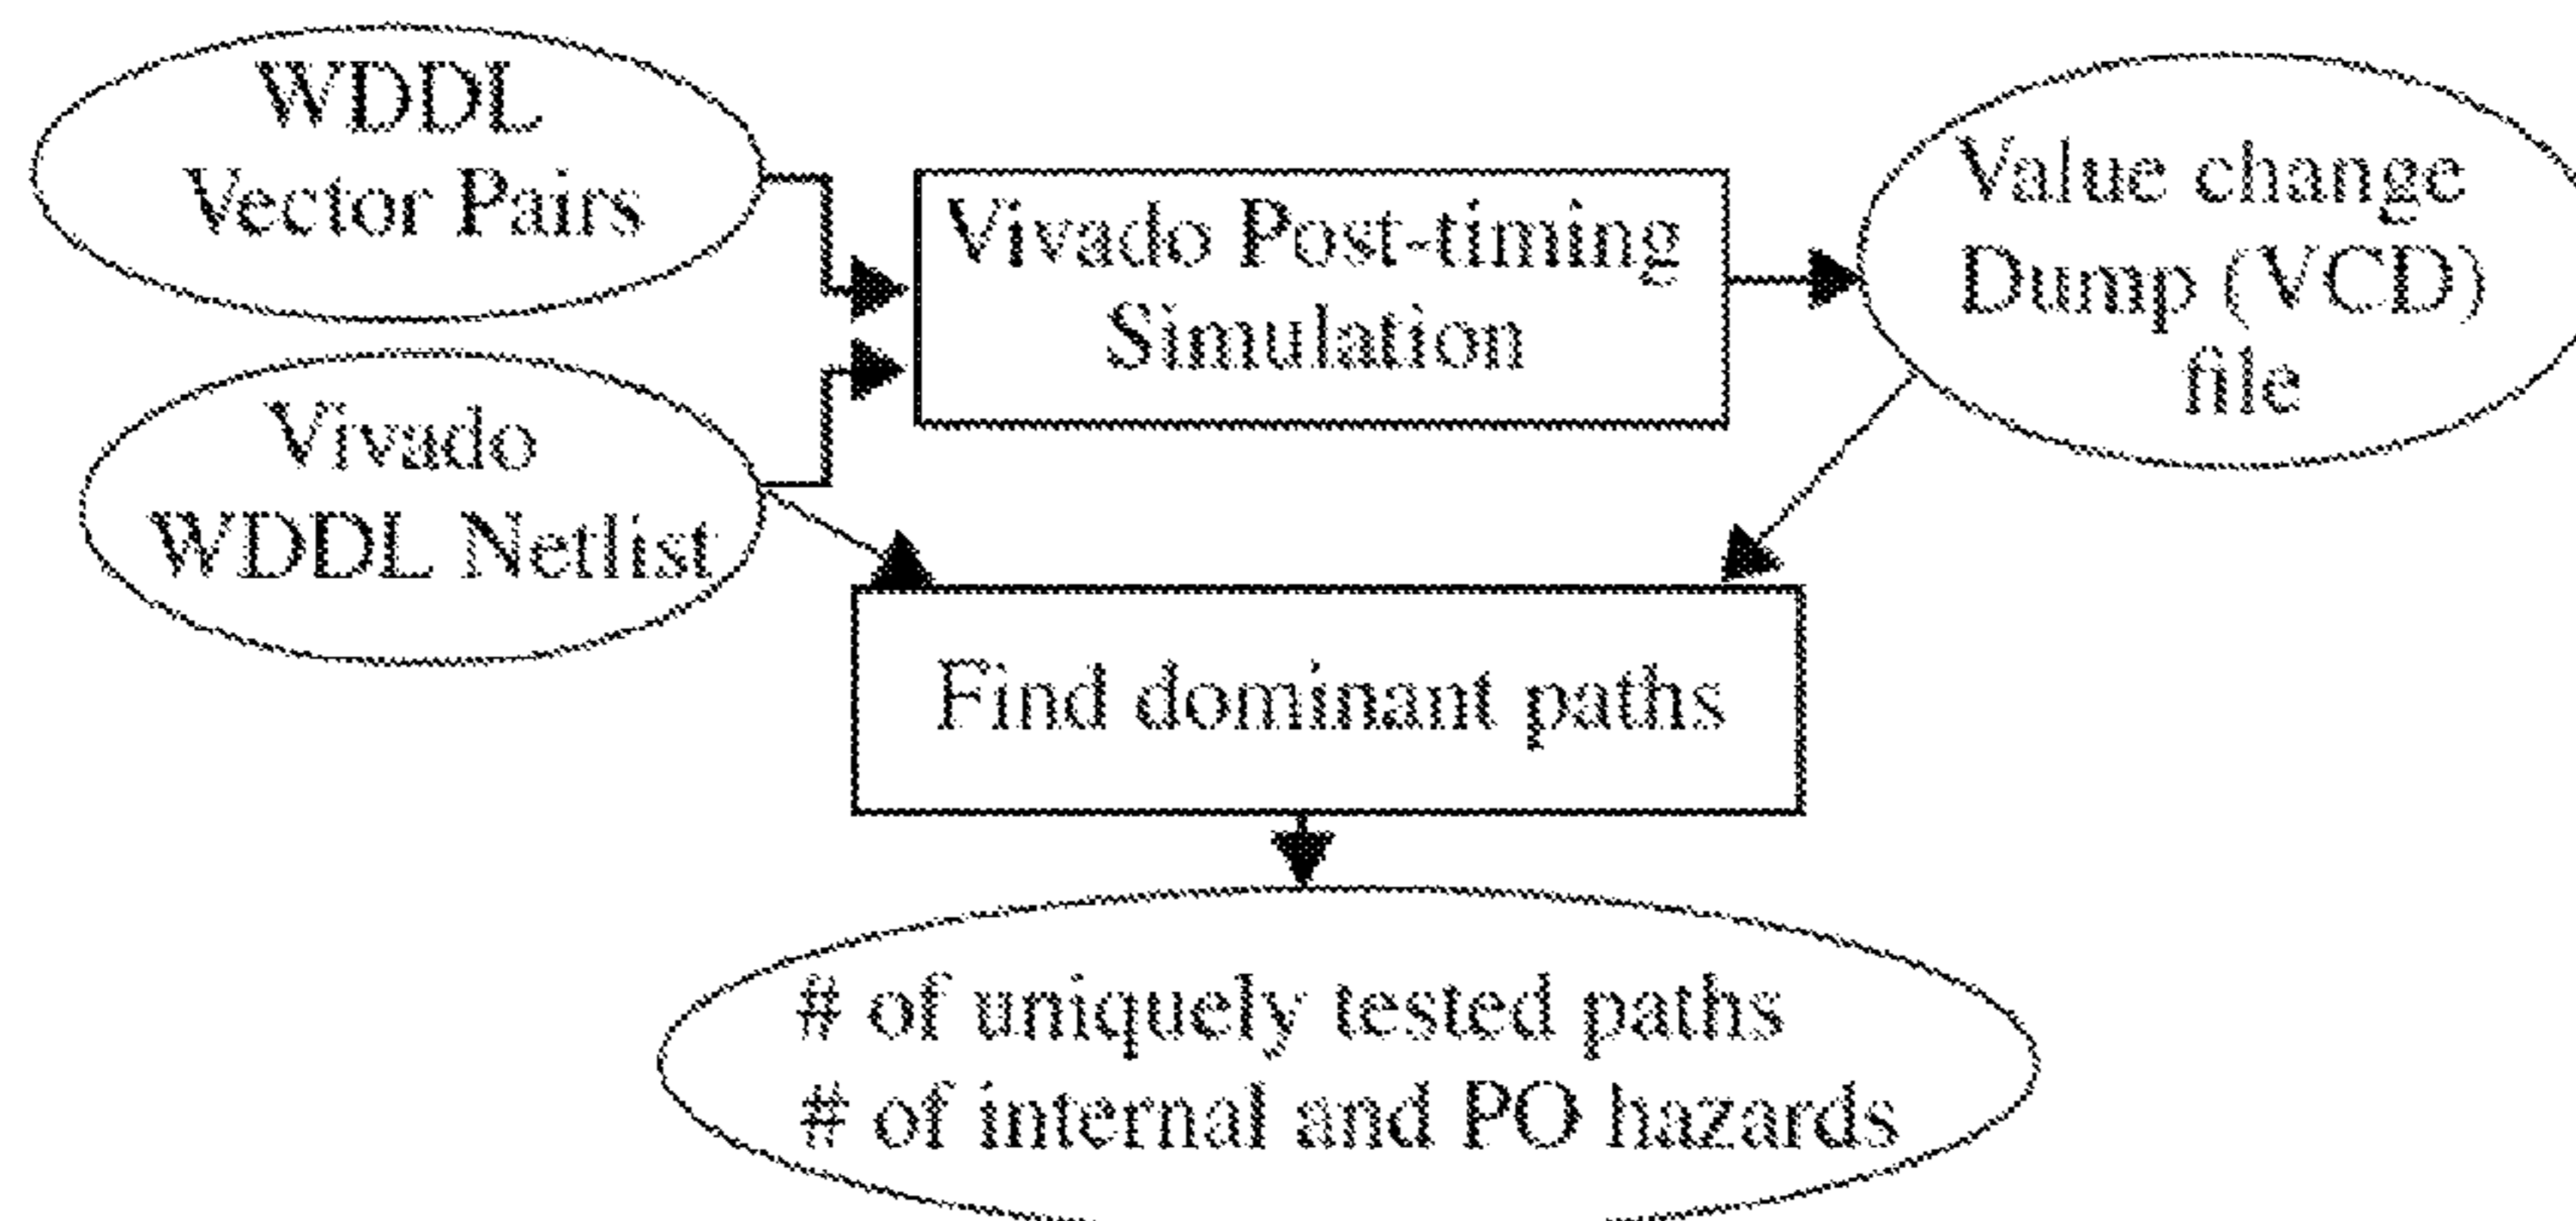 WDDL
Vector Pairs
Vivado Post-timing
Simulation
Value change
Dump (VCD)
file
Vivado
WDDL Netlist
Find dominant paths
# of uniquely tested paths
# of internal and PO hazards